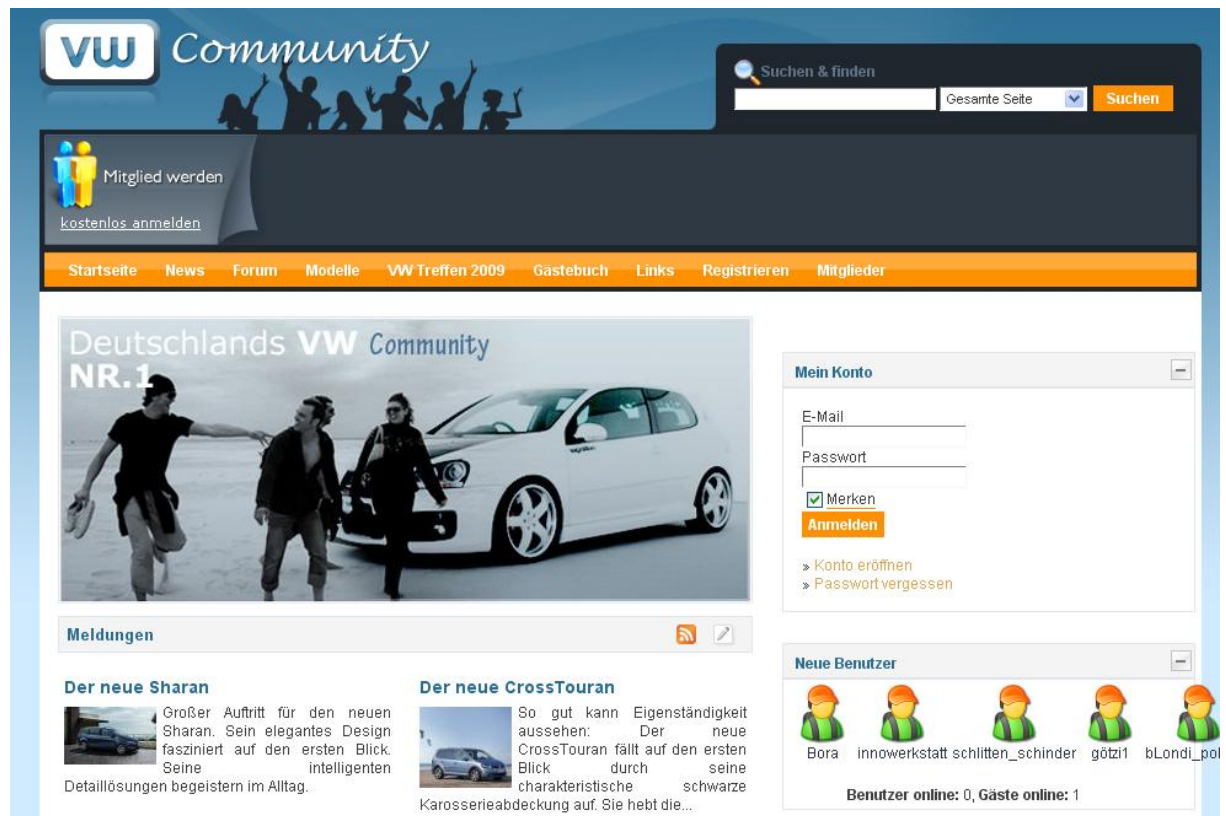 VW Community
Suchen & finden
Gesamte Seite Suchen
Mitglied werden
kostenlos anmelden
Startseite News Forum Modelle VW Treffen 2009 Gästebuch Links Registrieren Mitglieder
Deutschlands VW Community
NR.1
Mein Konto
E-Mail
Passwort
Merken
Anmelden
» Konto eröffnen
» Passwort vergessen
Meldungen
Der neue Sharan
Großer Auftritt für den neuen
Sharan. Sein elegantes Design
fasziniert auf den ersten Blick.
Seine intelligenten
Detaillösungen begeistern im Alltag.
Der neue CrossTouran
So gut kann Eigenständigkeit
aussehen: Der neue
CrossTouran fällt auf den ersten
Blick durch seine
charakteristische schwarze
Karosserieabdeckung auf. Sie hebt die...
Neue Benutzer
Bora innowerkstatt schlitten_schinder götzi1 bLondi_pol
Benutzer online: 0, Gäste online: 1